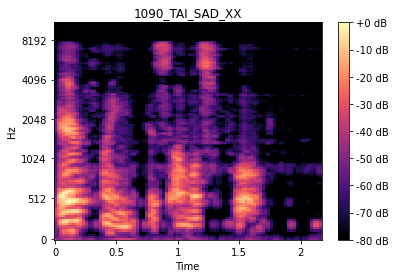 1090_TAI_SAD_XX
+0 dB
8192
-10 dB
4096
-20 dB
-30 dB
2048
Hz
-40 dB
1024
-50 dB
512
-60 dB
-70 dB
0
-80 dB
0 0.5 1 1.5 2
Time